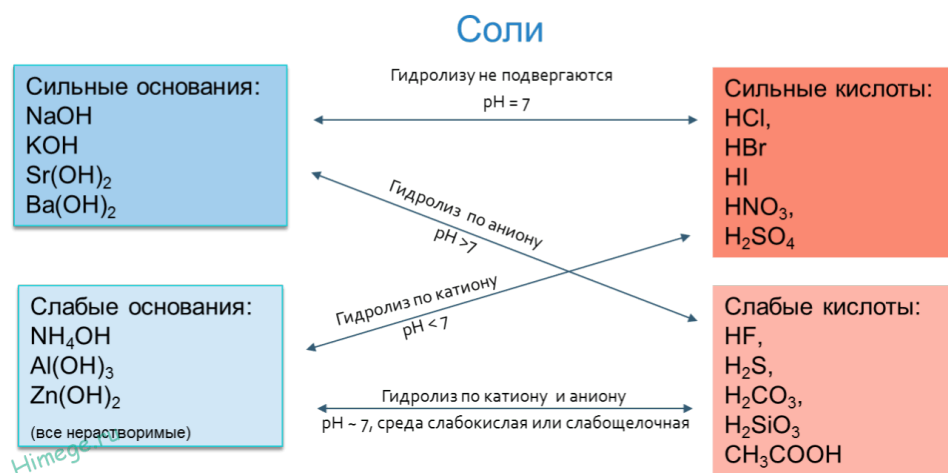 Соли
Сильные основания:
NaOH
KOH
Sr(OH)₂
Ba(OH)₂
Гидролизу не подвергаются
pH = 7
Сильные кислоты:
HCl,
HBr
HI
HNO₃,
H₂SO₄
Гидролиз по аниону
pH >7
Гидролиз по катиону
pH < 7
Слабые основания:
NH₄OH
Al(OH)₃
Zn(OH)₂
(все нерастворимые)
Гидролиз по катиону и аниону
pH ~ 7, среда слабокислая или слабощелочная
Слабые кислоты:
HF,
H₂S,
H₂CO₃,
H₂SiO₃
CH₃COOH
Himege.ru